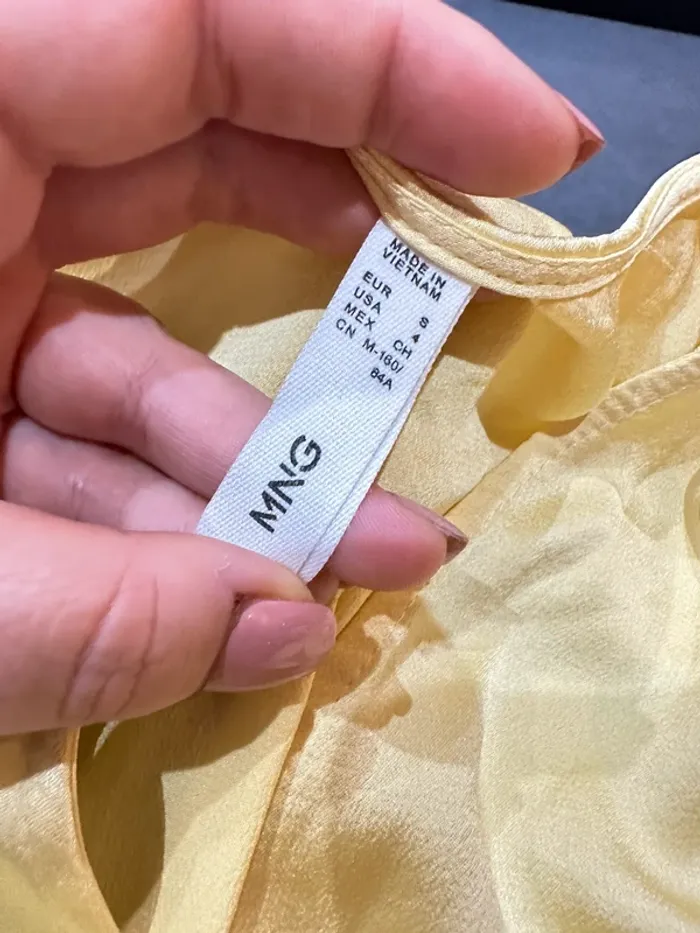 MADE IN
VIETNAM
EUR S
USA 4
MEX CH
CN M-160/
84A
MNG